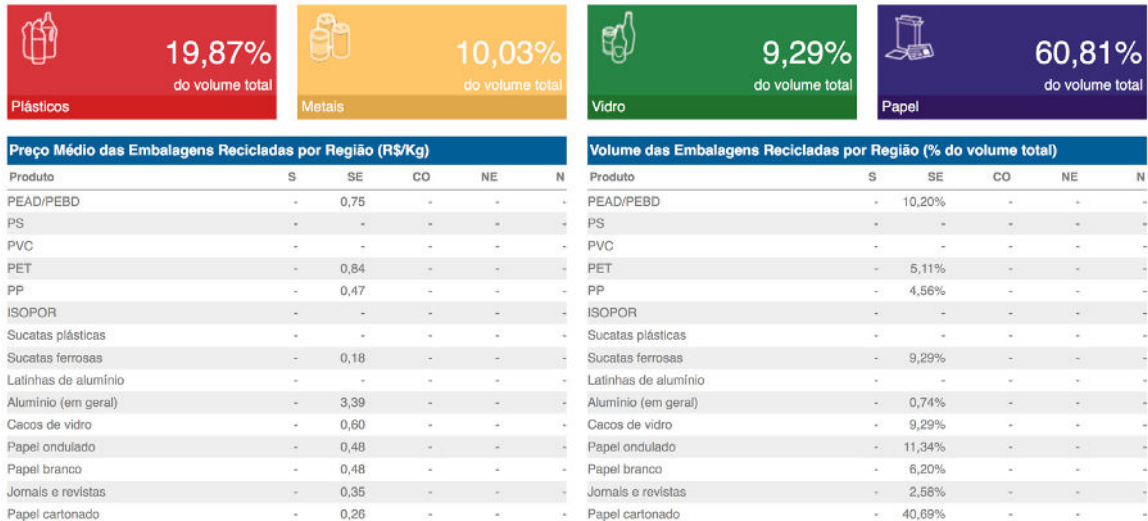 19,87%
do volume total
Plásticos
10,03%
do volume total
Metais
9,29%
do volume total
Vidro
60,81%
do volume total
Papel
Preço Médio das Embalagens Recicladas por Região (R$/Kg)
Produto S SE CO NE N
PEAD/PEBD - 0,75 - - -
PS - - - - -
PVC - - - - -
PET - 0,84 - - -
PP - 0,47 - - -
ISOPOR - - - - -
Sucatas plásticas - - - - -
Sucatas ferrosas - 0,18 - - -
Latinhas de alumínio - - - - -
Alumínio (em geral) - 3,39 - - -
Cacos de vidro - 0,60 - - -
Papel ondulado - 0,48 - - -
Papel branco - 0,48 - - -
Jornais e revistas - 0,35 - - -
Papel cartonado - 0,26 - - -
Volume das Embalagens Recicladas por Região (% do volume total)
Produto S SE CO NE N
PEAD/PEBD - 10,20% - - -
PS - - - - -
PVC - - - - -
PET - 5,11% - - -
PP - 4,56% - - -
ISOPOR - - - - -
Sucatas plásticas - - - - -
Sucatas ferrosas - 9,29% - - -
Latinhas de alumínio - - - - -
Alumínio (em geral) - 0,74% - - -
Cacos de vidro - 9,29% - - -
Papel ondulado - 11,34% - - -
Papel branco - 6,20% - - -
Jornais e revistas - 2,58% - - -
Papel cartonado - 40,69% - - -